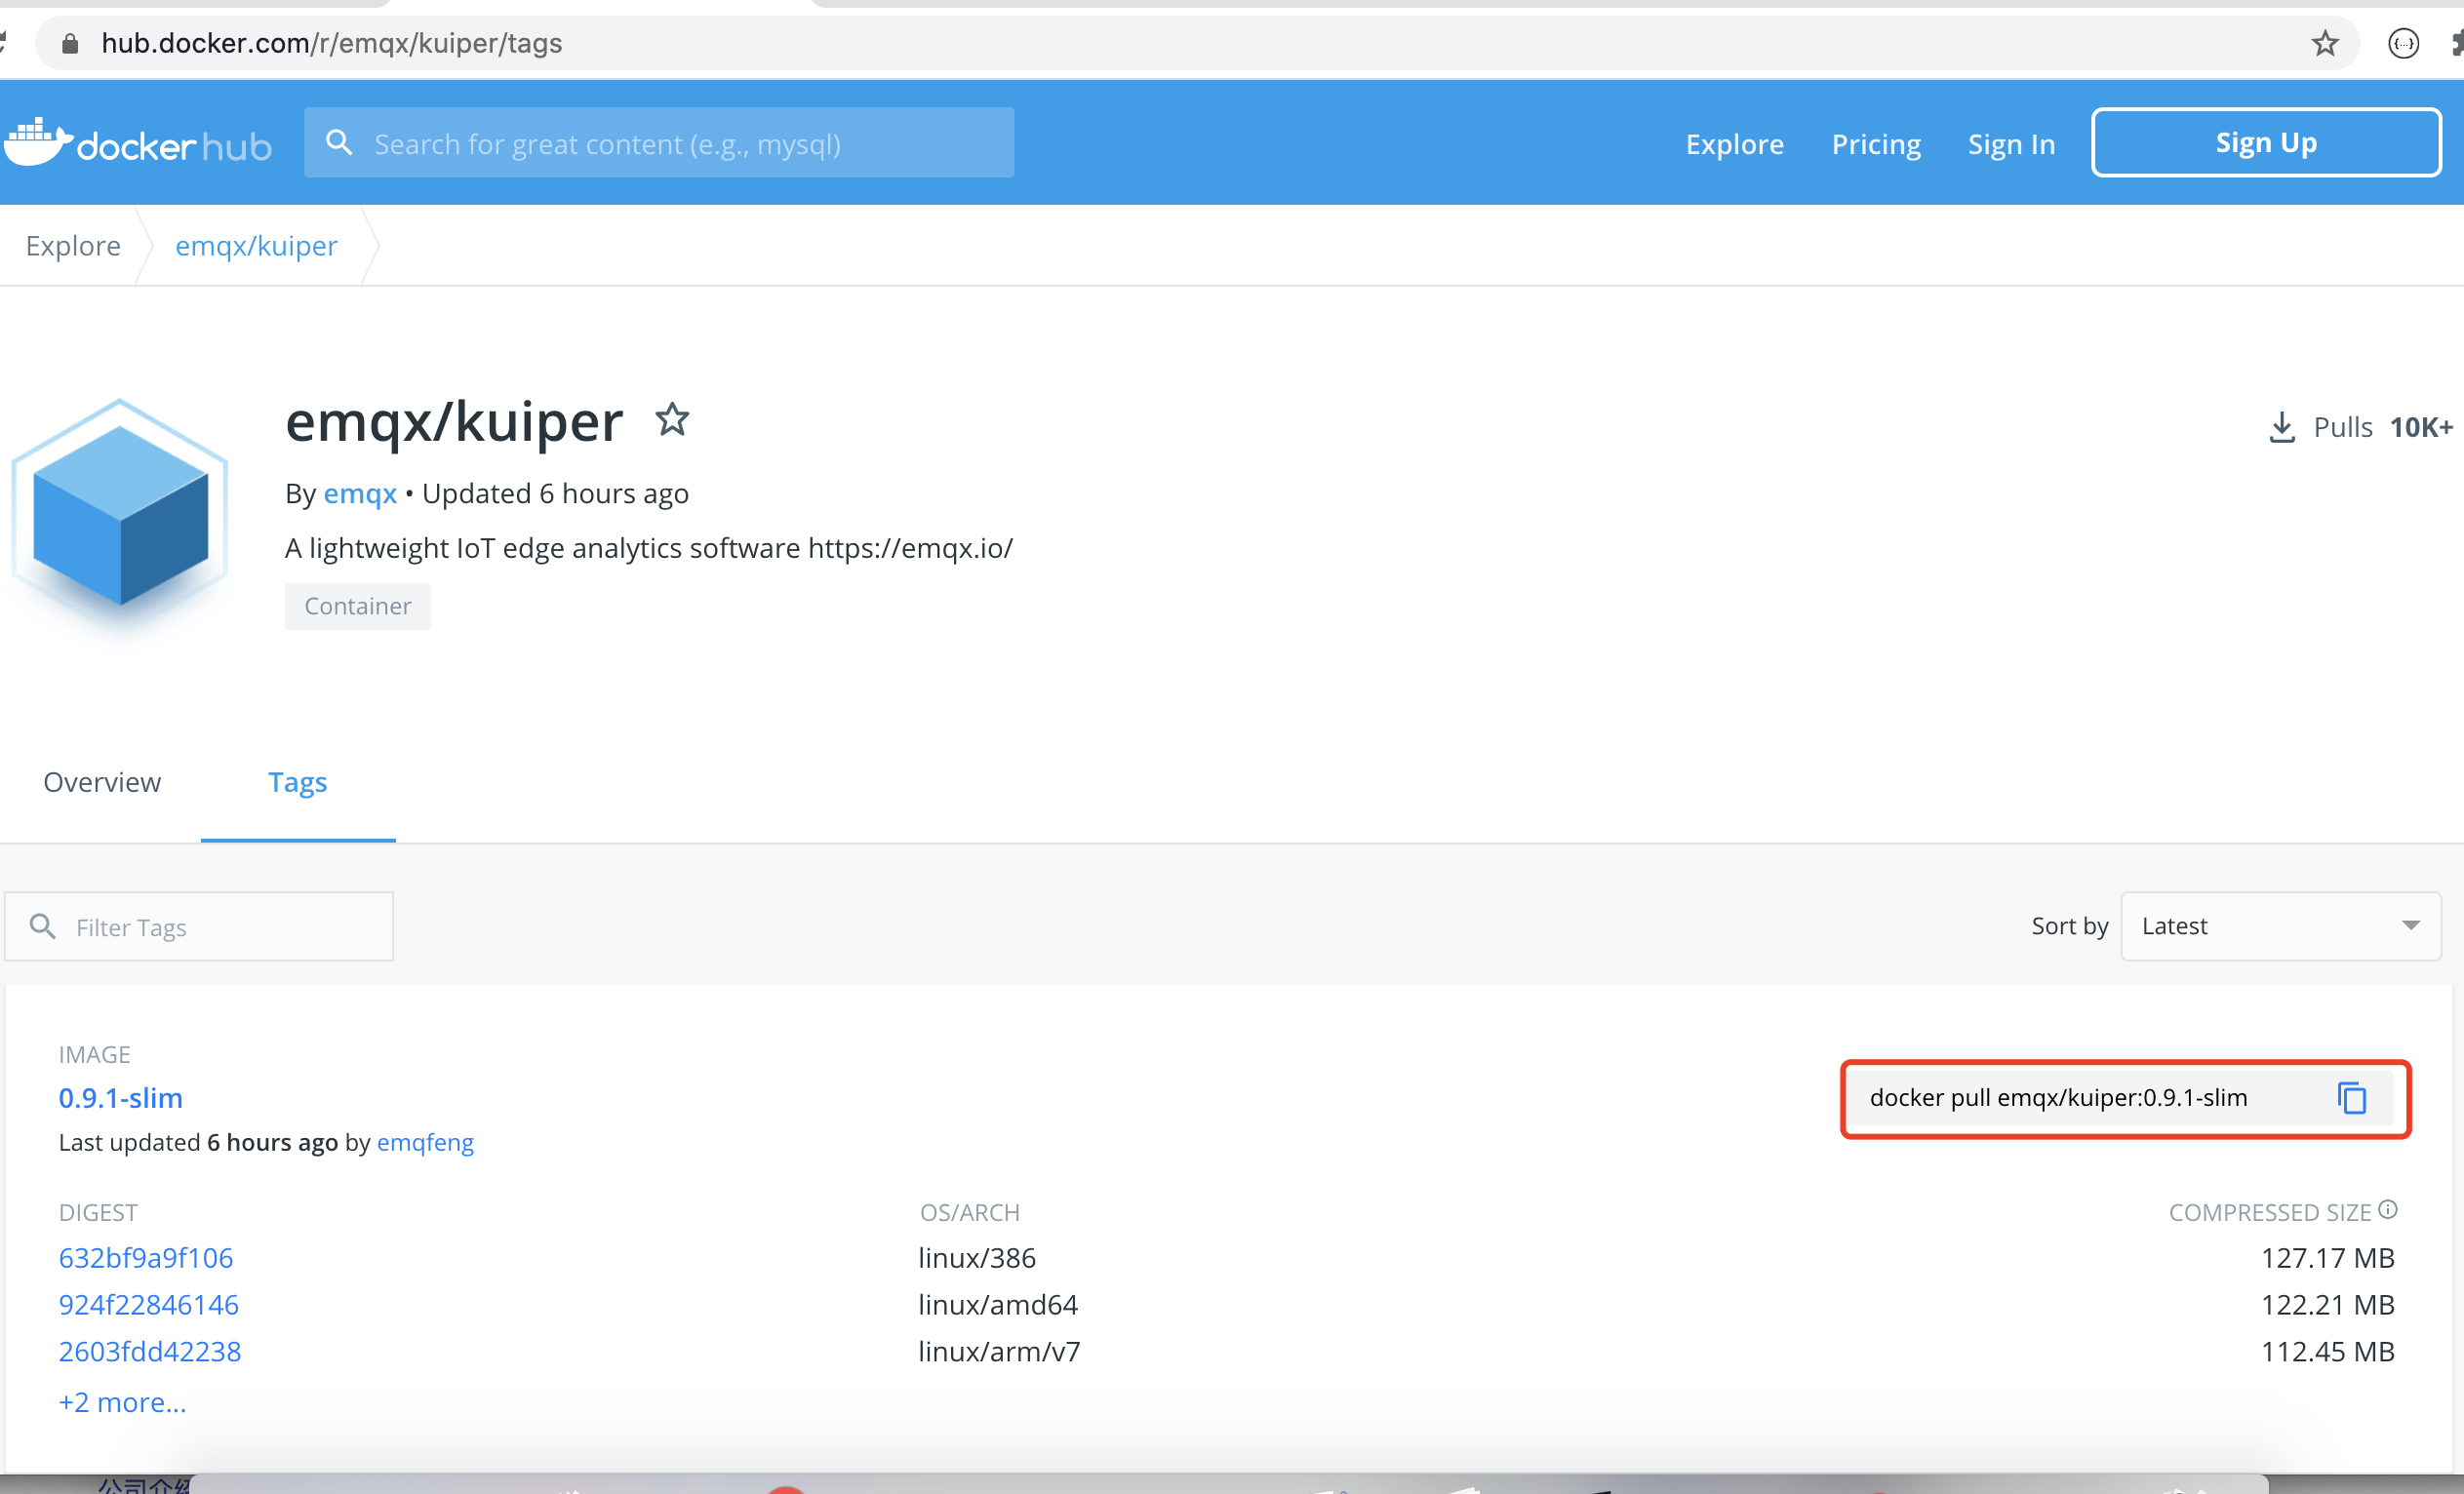 hub.docker.com/r/emqx/kuiper/tags
{...}
docker hub
Search for great content (e.g., mysql)
Explore
Pricing
Sign In
Sign Up
Explore
emqx/kuiper
emqx/kuiper
Pulls 10K+
By emqx • Updated 6 hours ago
A lightweight IoT edge analytics software https://emqx.io/
Container
Overview
Tags
Filter Tags
Sort by
Latest
IMAGE
0.9.1-slim
docker pull emqx/kuiper:0.9.1-slim
Last updated 6 hours ago by emqfeng
DIGEST
OS/ARCH
COMPRESSED SIZE
632bf9a9f106
linux/386
127.17 MB
924f22846146
linux/amd64
122.21 MB
2603fdd42238
linux/arm/v7
112.45 MB
+2 more...